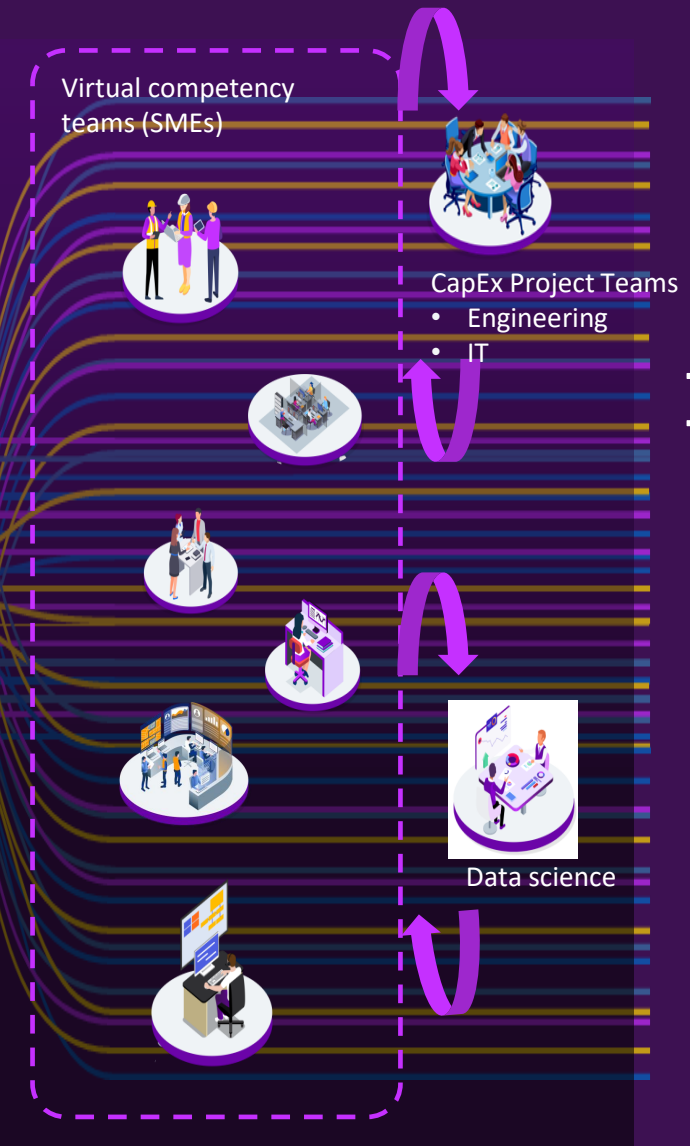 Virtual competency
teams (SMEs)
CapEx Project Teams
• Engineering
• IT
Data science